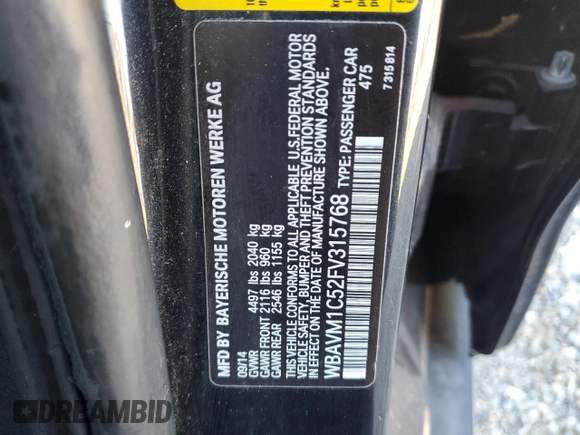 MFD BY BAYERISCHE MOTOREN WERKE AG
09/14
GVWR 4497 lbs 2040 kg
GAWR FRONT 2116 lbs 960 kg
GAWR REAR 2546 lbs 1155 kg
THIS VEHICLE CONFORMS TO ALL APPLICABLE U.S.FEDERAL MOTOR
VEHICLE SAFETY, BUMPER AND THEFT PREVENTION STANDARDS
IN EFFECT ON THE DATE OF MANUFACTURE SHOWN ABOVE.
WBAVM1C52FV315768 TYPE: PASSENGER CAR
475
7315814
DREAMBID